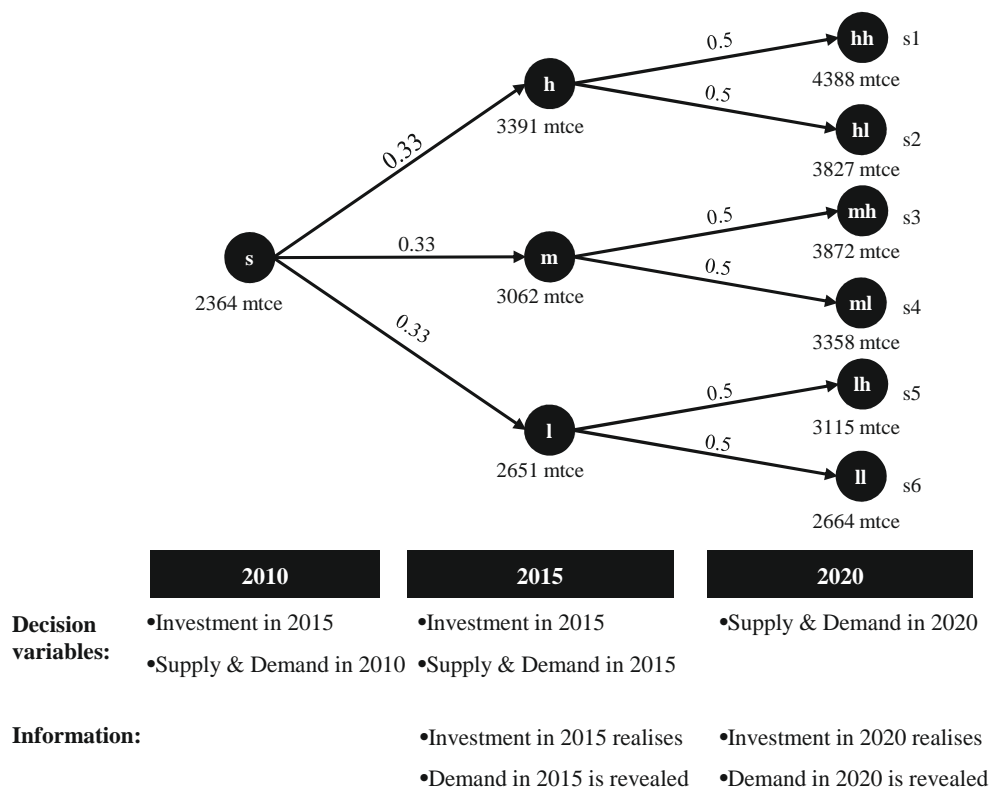 0.5
hh s1
4388 mtce
h
3391 mtce
0.5
hl s2
3827 mtce
0.33
0.5
mh s3
3872 mtce
s
2364 mtce
0.33
m
3062 mtce
0.5
ml s4
3358 mtce
0.33
0.5
lh s5
3115 mtce
l
2651 mtce
0.5
ll s6
2664 mtce
2010 2015 2020
Decision variables:
•Investment in 2015 •Investment in 2015 •Supply & Demand in 2020
•Supply & Demand in 2010 •Supply & Demand in 2015
Information: •Investment in 2015 realises •Investment in 2020 realises
•Demand in 2015 is revealed •Demand in 2020 is revealed